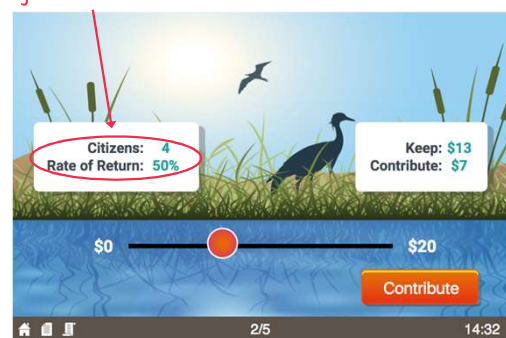 Citizens: 4
Rate of Return: 50%
Keep: $13
Contribute: $7
$0
$20
Contribute
2/5
14:32